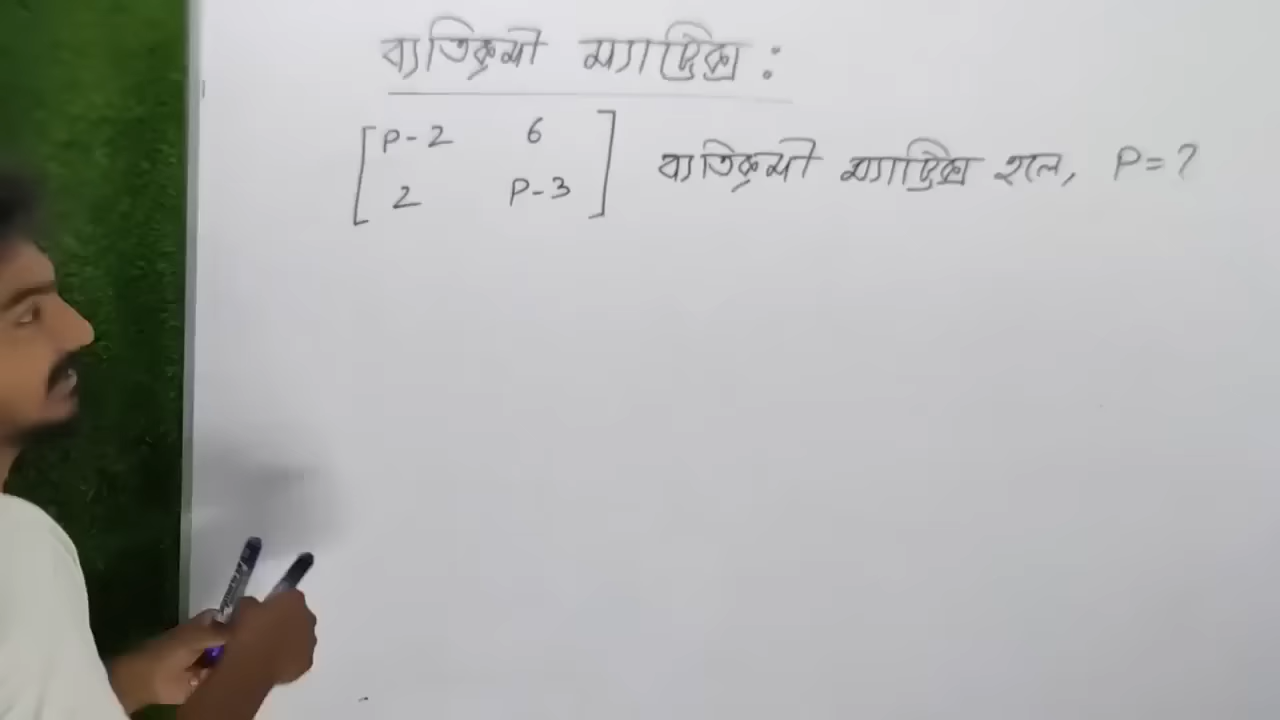 ব্যতিক্রমী ম্যাট্রিক্স :
[ P-2 6 ] ব্যতিক্রমী ম্যাট্রিক্স হলে, P = ?
[ 2 P-3 ]